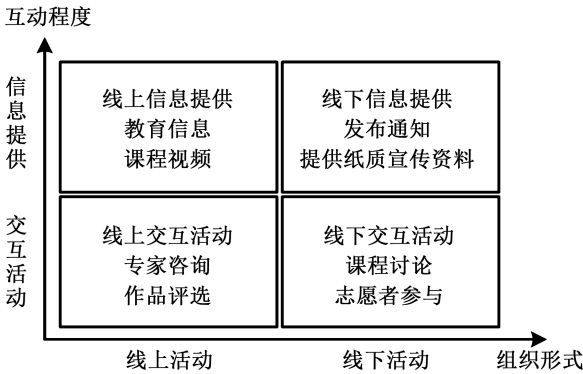 互动程度
信息提供
线上信息提供
教育信息
课程视频
线下信息提供
发布通知
提供纸质宣传资料
交互活动
线上交互活动
专家咨询
作品评选
线下交互活动
课程讨论
志愿者参与
线上活动
线下活动
组织形式